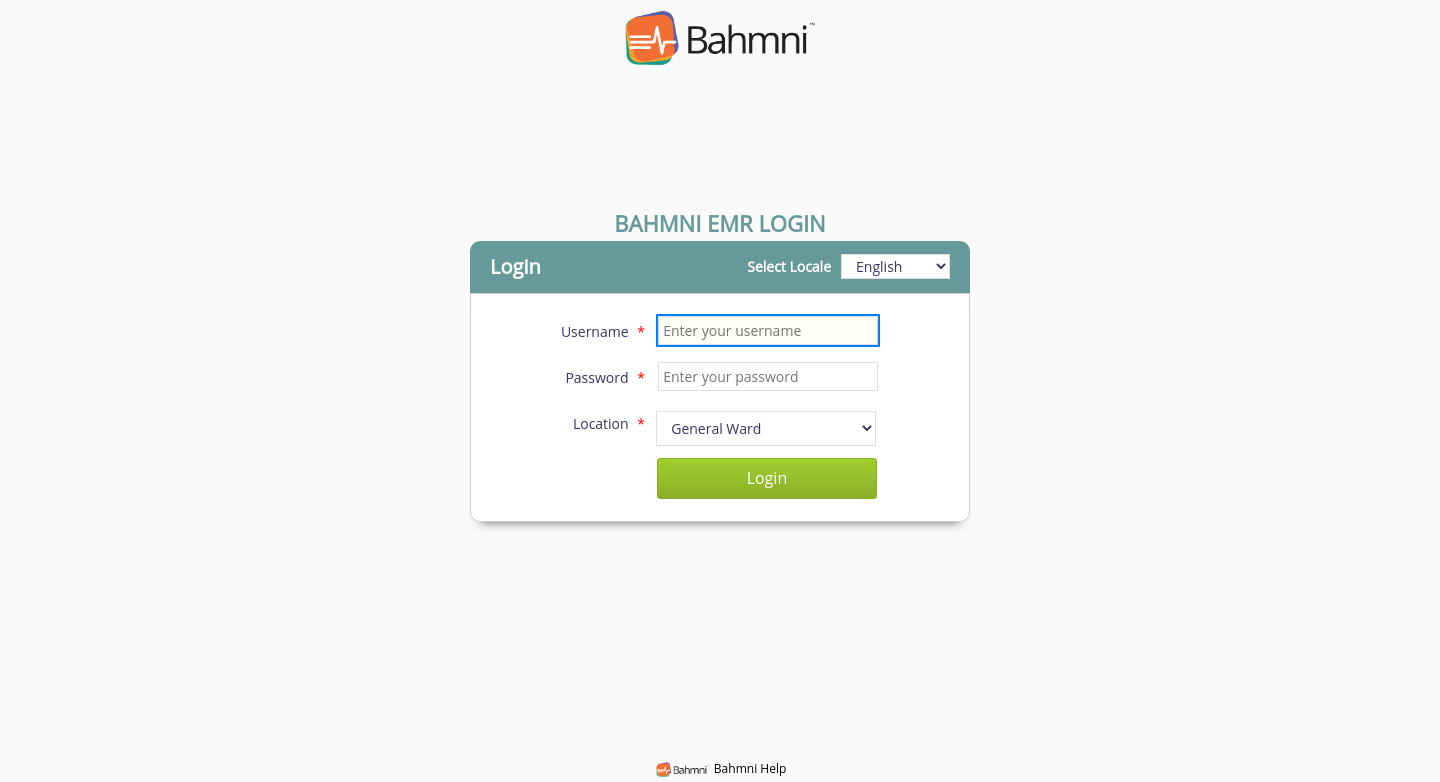 Bahmni™
BAHMNI EMR LOGIN
Login
Select Locale English
Username * Enter your username
Password * Enter your password
Location * General Ward
Login
Bahmni Bahmni Help